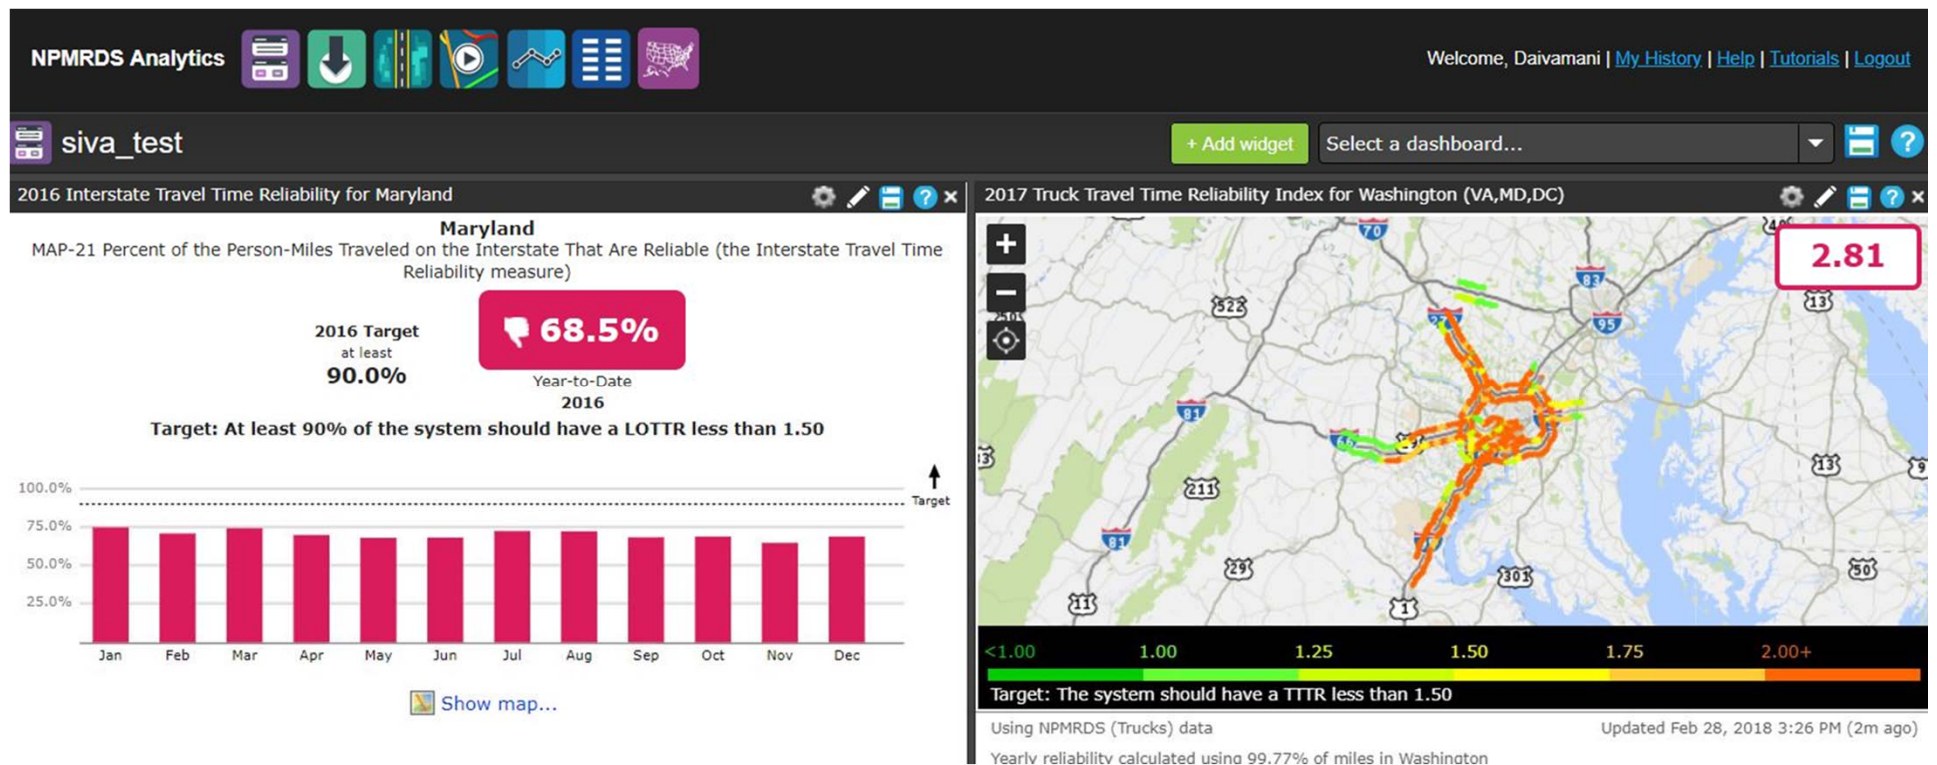 NPMRDS Analytics
Welcome, Daivamani | My History | Help | Tutorials | Logout
siva_test
+ Add widget
Select a dashboard...
?
2016 Interstate Travel Time Reliability for Maryland
?
Maryland
MAP-21 Percent of the Person-Miles Traveled on the Interstate That Are Reliable (the Interstate Travel Time
Reliability measure)
2016 Target
at least
90.0%
68.5%
Year-to-Date
2016
Target: At least 90% of the system should have a LOTTR less than 1.50
100.0%
75.0%
50.0%
25.0%
Target
Jan Feb Mar Apr May Jun Jul Aug Sep Oct Nov Dec
Show map...
2017 Truck Travel Time Reliability Index for Washington (VA,MD,DC)
?
+
−
2.81
70
83
522
13
95
81
66
13
211
81
29
301
50
11
1
<1.00 1.00 1.25 1.50 1.75 2.00+
Target: The system should have a TTTR less than 1.50
Using NPMRDS (Trucks) data
Updated Feb 28, 2018 3:26 PM (2m ago)
Yearly reliability calculated using 99.77% of miles in Washington